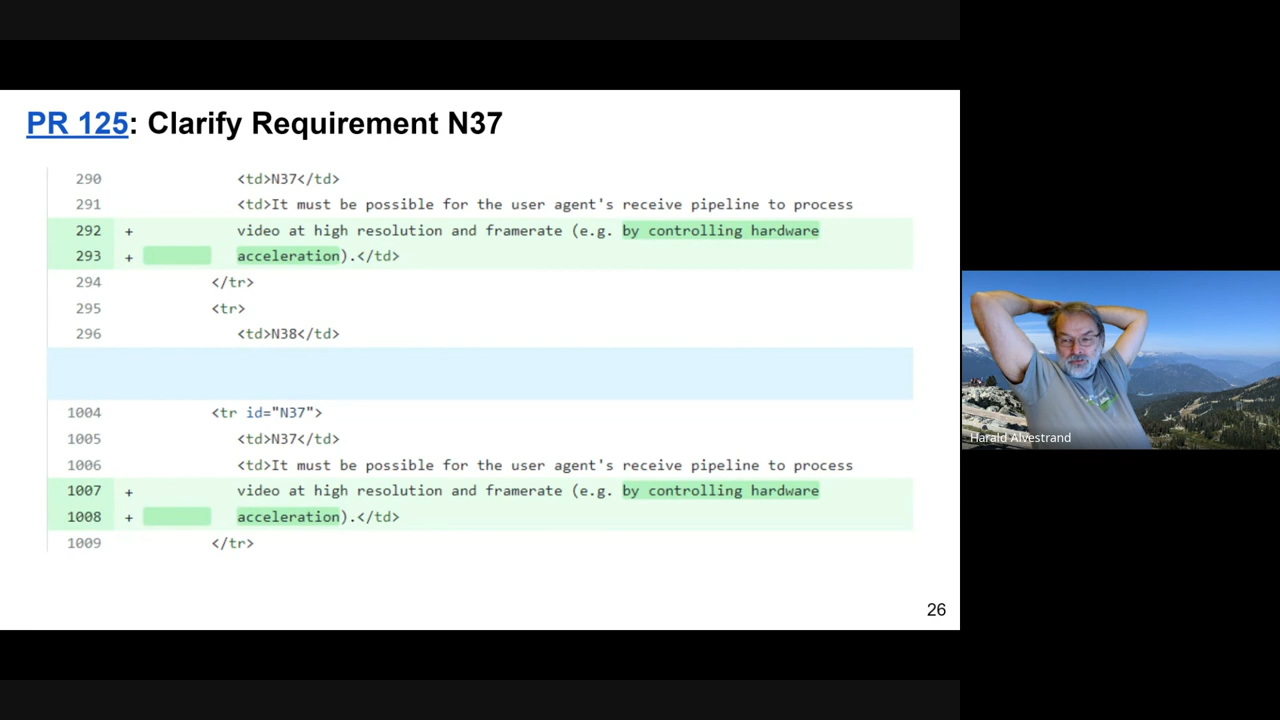 PR 125: Clarify Requirement N37
290 <td>N37</td>
291 <td>It must be possible for the user agent's receive pipeline to process
292 + video at high resolution and framerate (e.g. by controlling hardware
293 + acceleration).</td>
294 </tr>
295 <tr>
296 <td>N38</td>
1004 <tr id="N37">
1005 <td>N37</td>
1006 <td>It must be possible for the user agent's receive pipeline to process
1007 + video at high resolution and framerate (e.g. by controlling hardware
1008 + acceleration).</td>
1009 </tr>
26
Harald Alvestrand